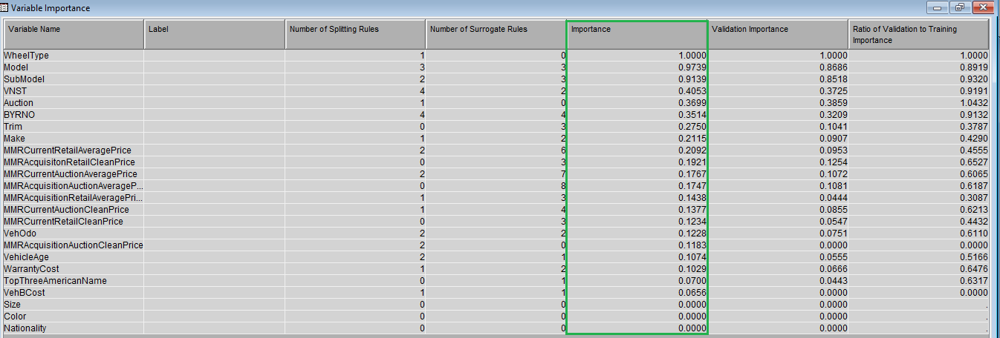 Variable Importance
Variable Name Label Number of Splitting Rules Number of Surrogate Rules Importance Validation Importance Ratio of Validation to Training Importance
WheelType 1 0 1.0000 1.0000 1.0000
Model 3 3 0.9739 0.8686 0.8919
SubModel 2 3 0.9139 0.8518 0.9320
VNST 4 2 0.4053 0.3725 0.9191
Auction 1 0 0.3699 0.3859 1.0432
BYRNO 4 4 0.3514 0.3209 0.9132
Trim 0 3 0.2750 0.1041 0.3787
Make 1 2 0.2115 0.0907 0.4290
MMRCurrentRetailAveragePrice 2 6 0.2092 0.0953 0.4555
MMRAcquisitonRetailCleanPrice 0 3 0.1921 0.1254 0.6527
MMRCurrentAuctionAveragePrice 2 7 0.1767 0.1072 0.6065
MMRAcquisitionAuctionAverageP... 0 8 0.1747 0.1081 0.6187
MMRAcquisitionRetailAveragePri... 1 3 0.1438 0.0444 0.3087
MMRCurrentAuctionCleanPrice 1 4 0.1377 0.0855 0.6213
MMRCurrentRetailCleanPrice 0 3 0.1234 0.0547 0.4432
VehOdo 2 2 0.1228 0.0751 0.6110
MMRAcquisitionAuctionCleanPrice 2 0 0.1183 0.0000 0.0000
VehicleAge 2 1 0.1074 0.0555 0.5166
WarrantyCost 1 2 0.1029 0.0666 0.6476
TopThreeAmericanName 0 1 0.0700 0.0443 0.6317
VehBCost 1 1 0.0656 0.0000 0.0000
Size 0 0 0.0000 0.0000 .
Color 0 0 0.0000 0.0000 .
Nationality 0 0 0.0000 0.0000 .